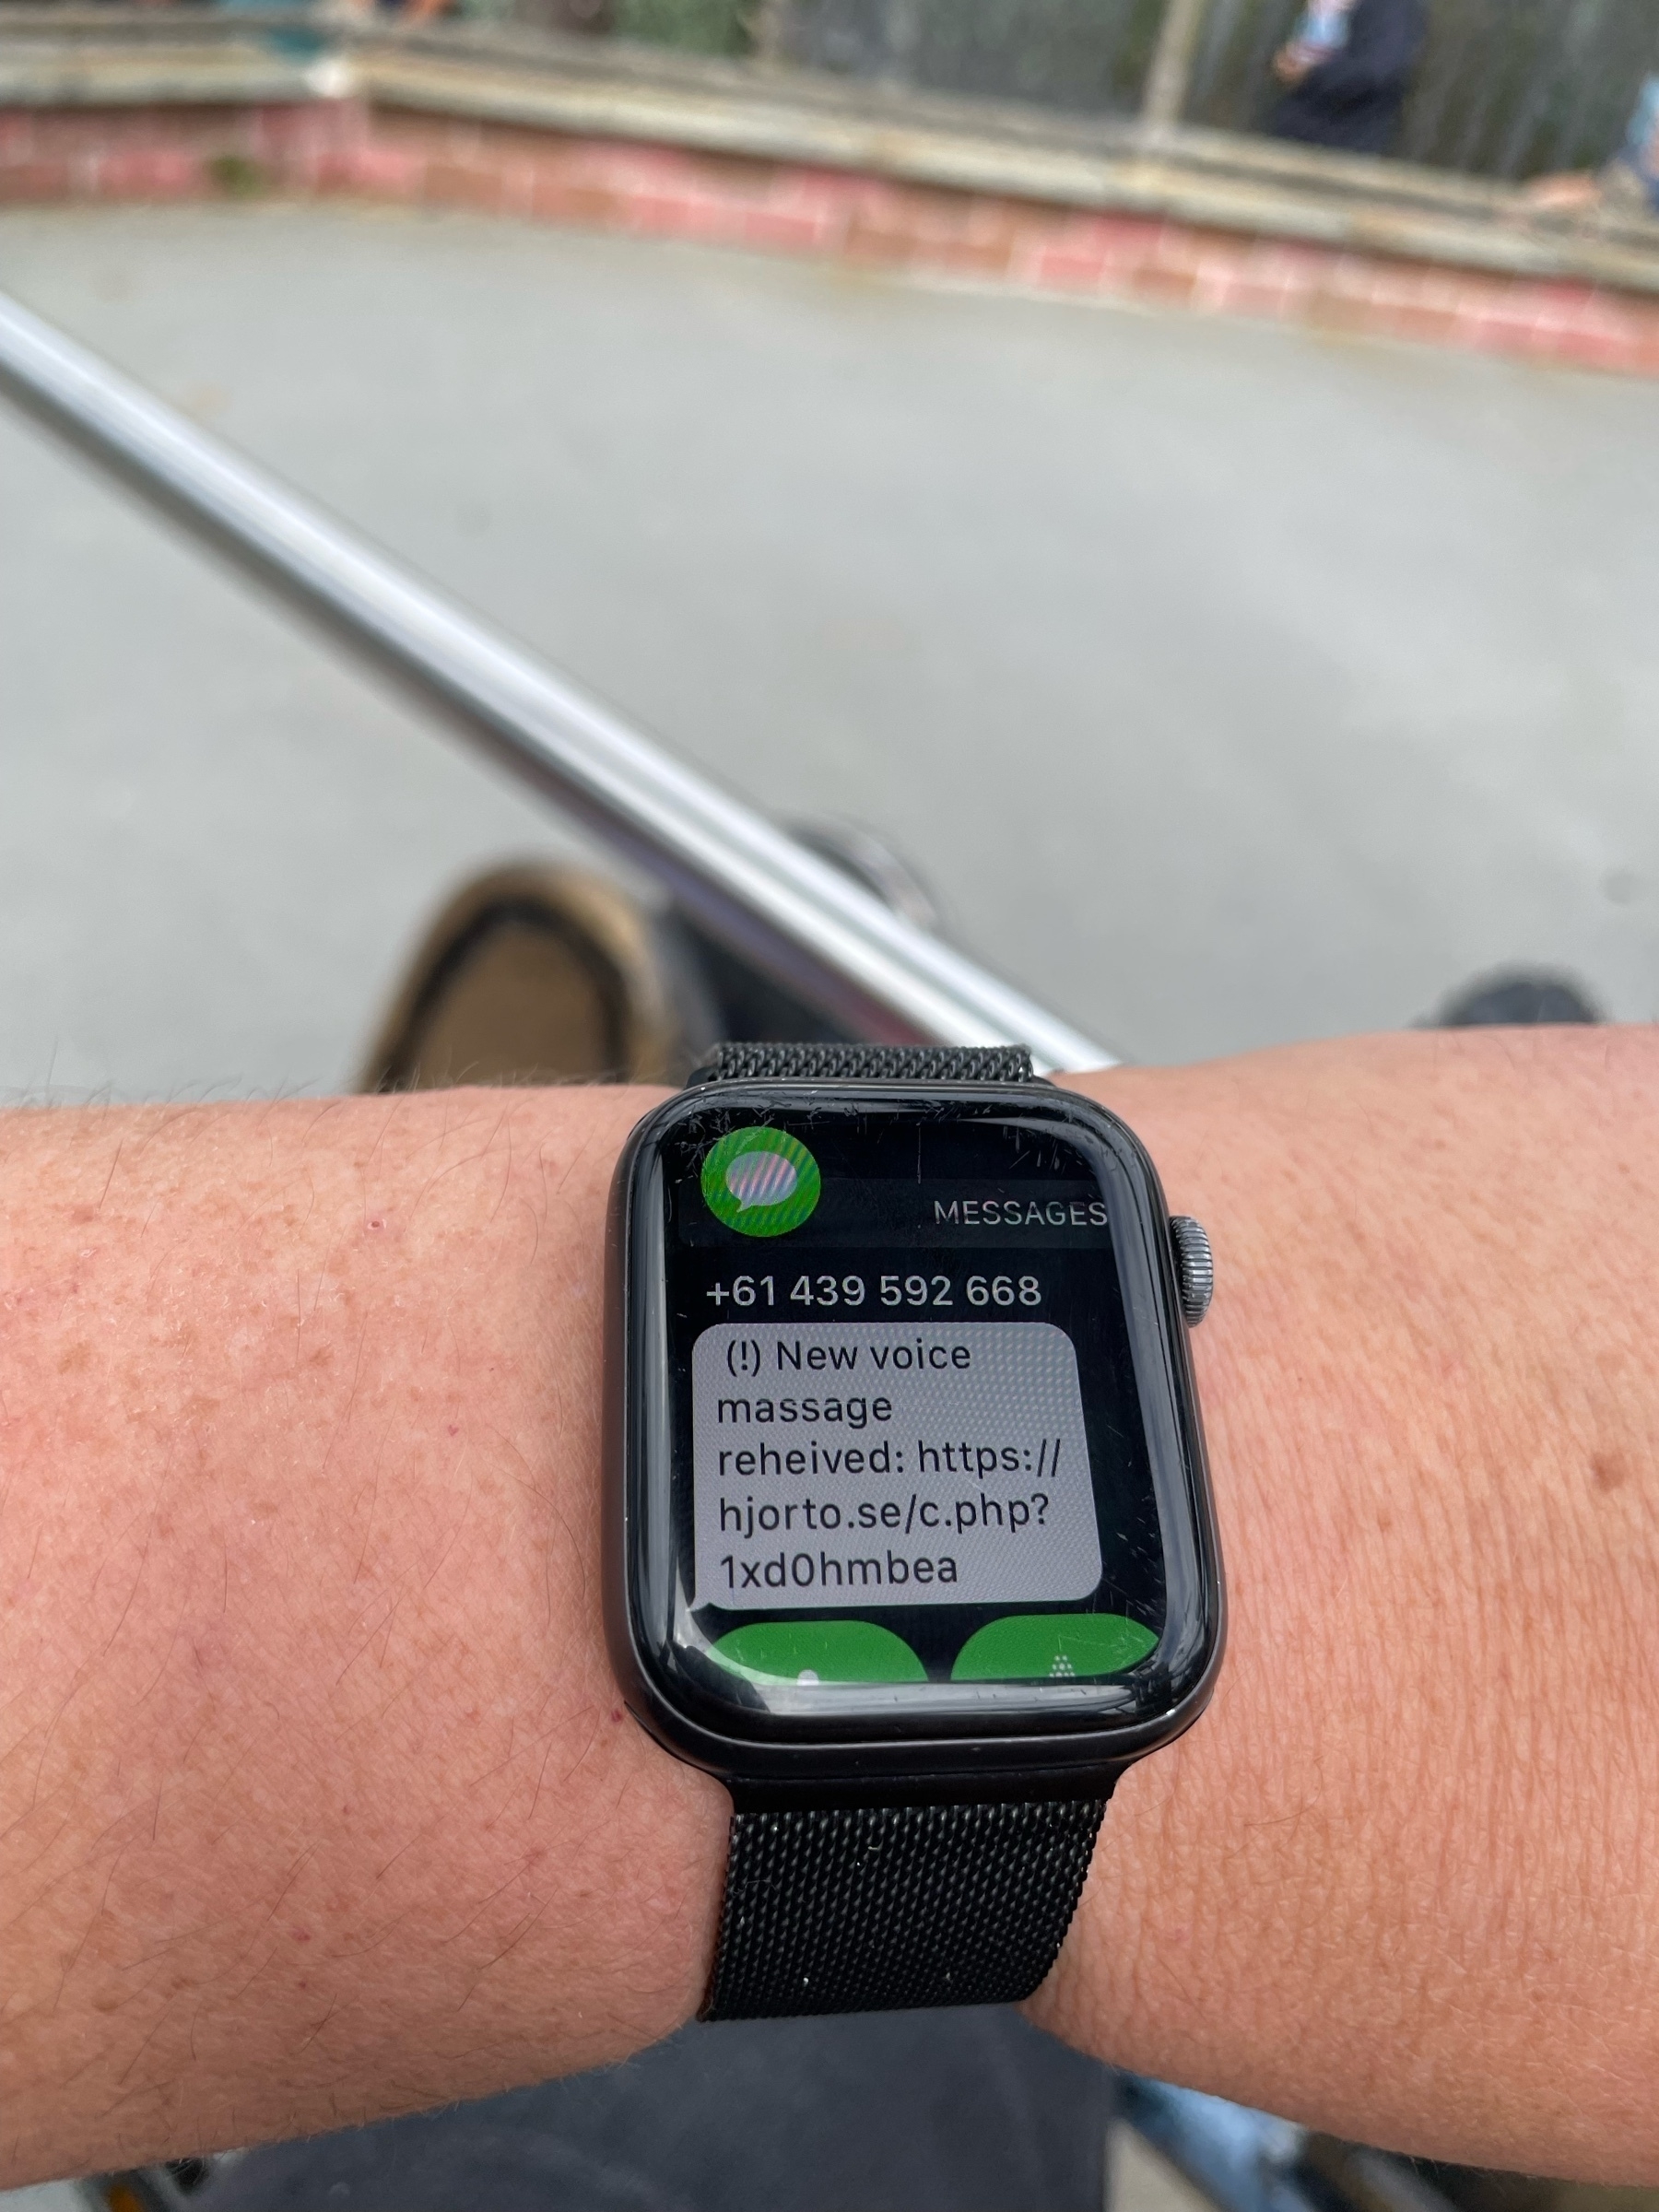 MESSAGES
+61 439 592 668
(!) New voice
massage
reheived: https://
hjorto.se/c.php?
1xd0hmbea